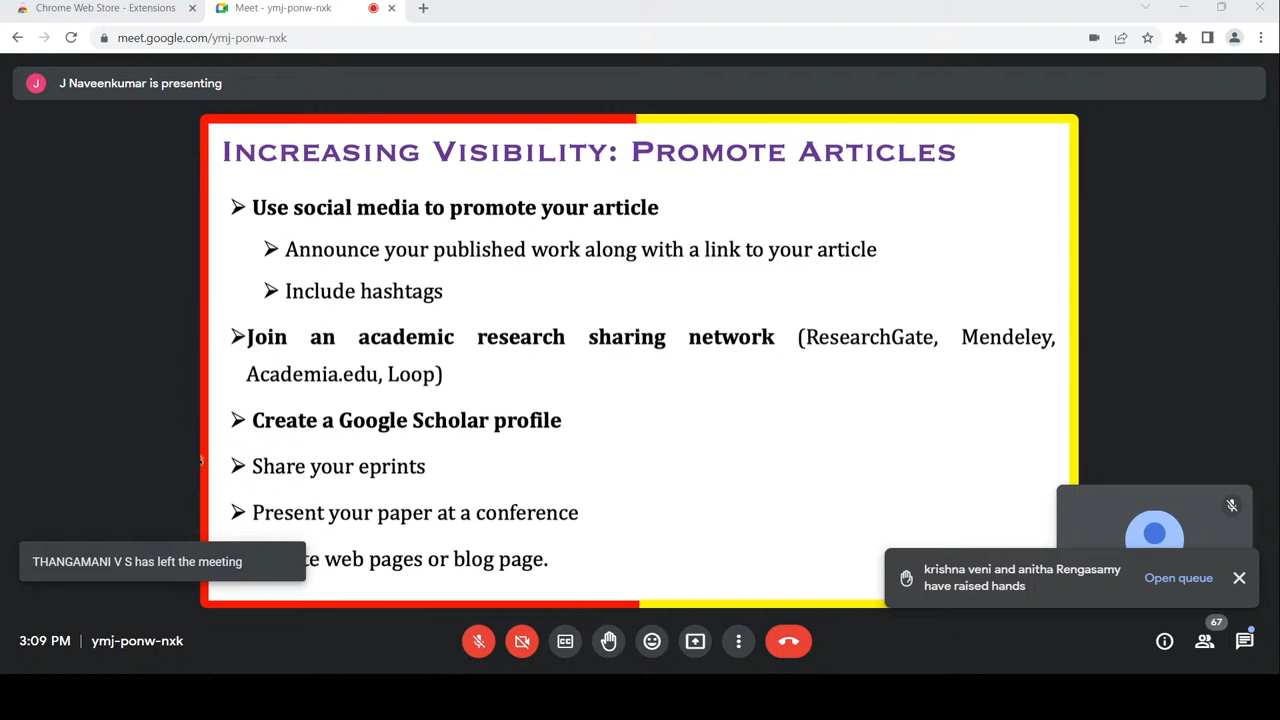 Chrome Web Store - Extensions
Meet - ymj-ponw-nxk
meet.google.com/ymj-ponw-nxk
J
J Naveenkumar is presenting
INCREASING VISIBILITY: PROMOTE ARTICLES
Use social media to promote your article
Announce your published work along with a link to your article
Include hashtags
Join an academic research sharing network (ResearchGate, Mendeley,
Academia.edu, Loop)
Create a Google Scholar profile
Share your eprints
Present your paper at a conference
web pages or blog page.
THANGAMANI V S has left the meeting
krishna veni and anitha Rengasamy
have raised hands
Open queue
3:09 PM
ymj-ponw-nxk
67